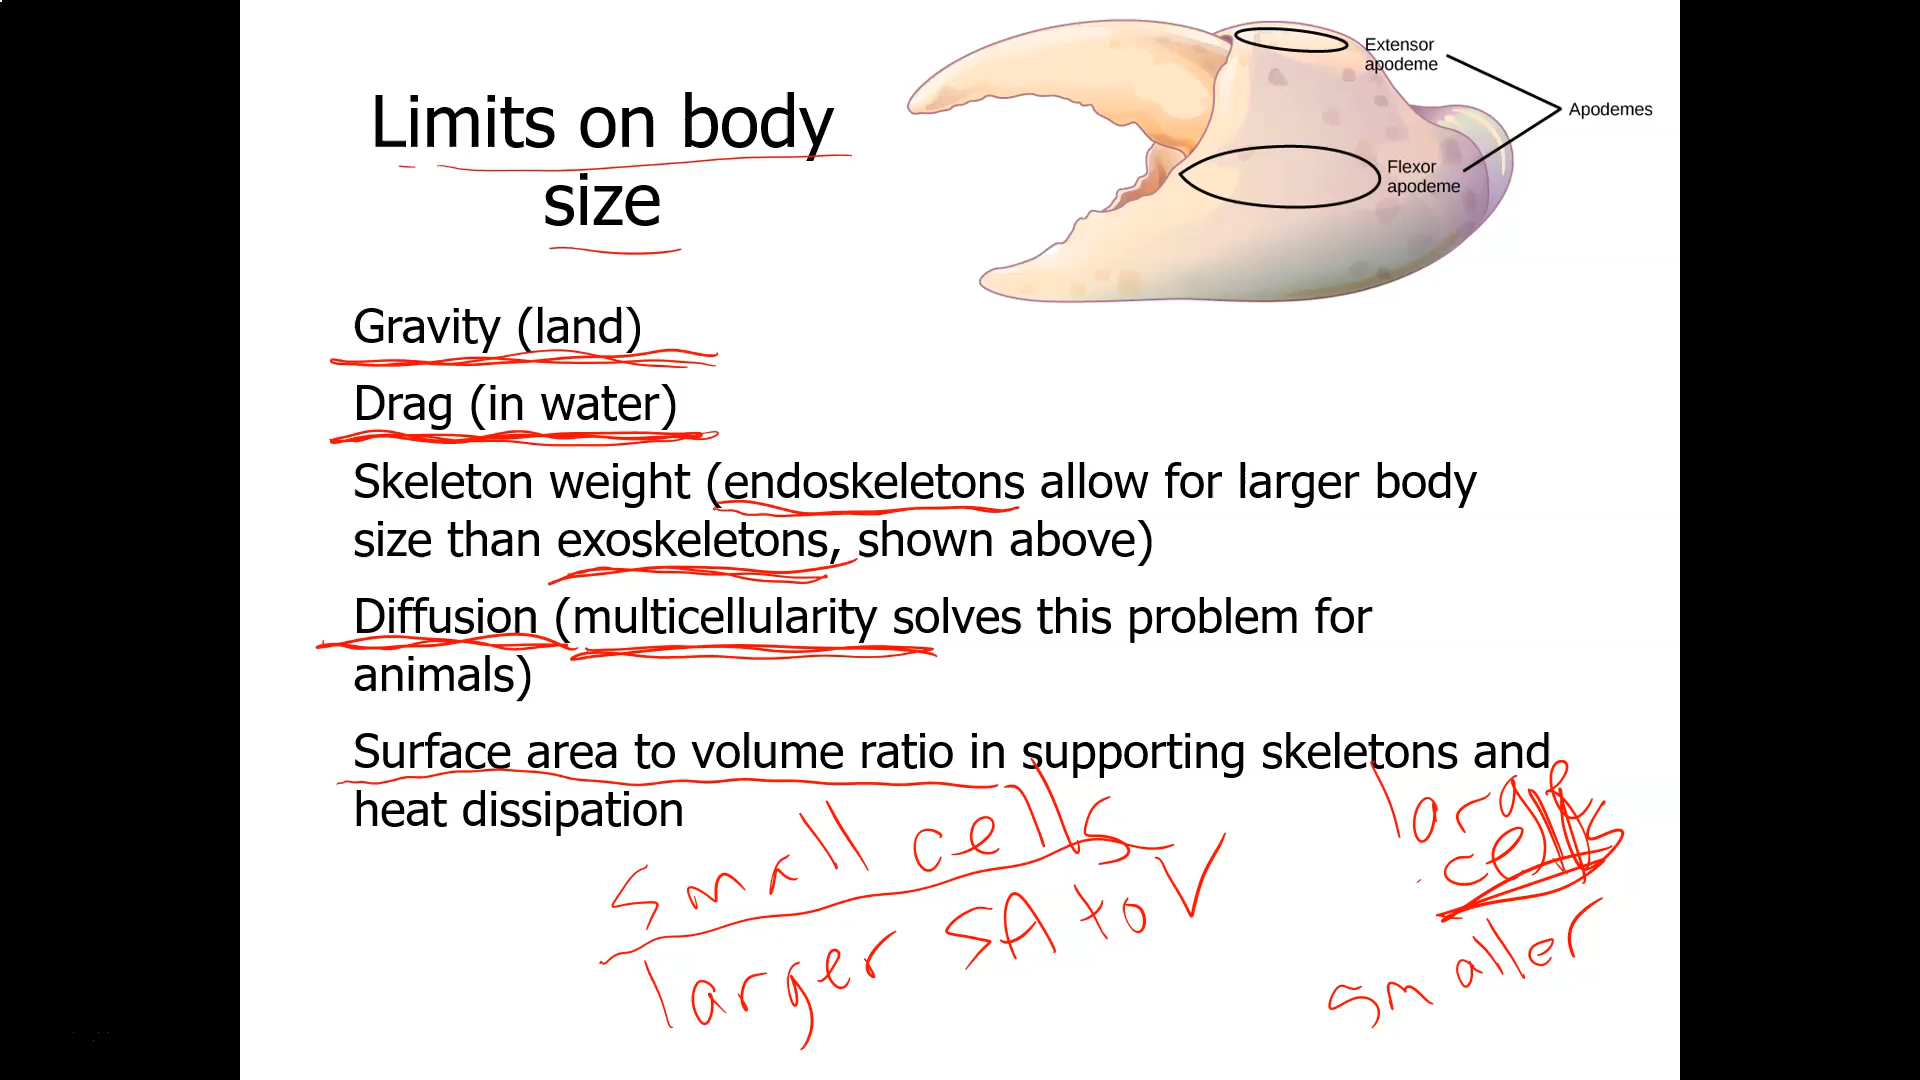 Limits on body
size
Extensor
apodeme
Apodemes
Flexor
apodeme
Gravity (land)
Drag (in water)
Skeleton weight (endoskeletons allow for larger body
size than exoskeletons, shown above)
Diffusion (multicellularity solves this problem for
animals)
Surface area to volume ratio in supporting skeletons and
heat dissipation
small cells
larger SA to V
large
cells
smaller